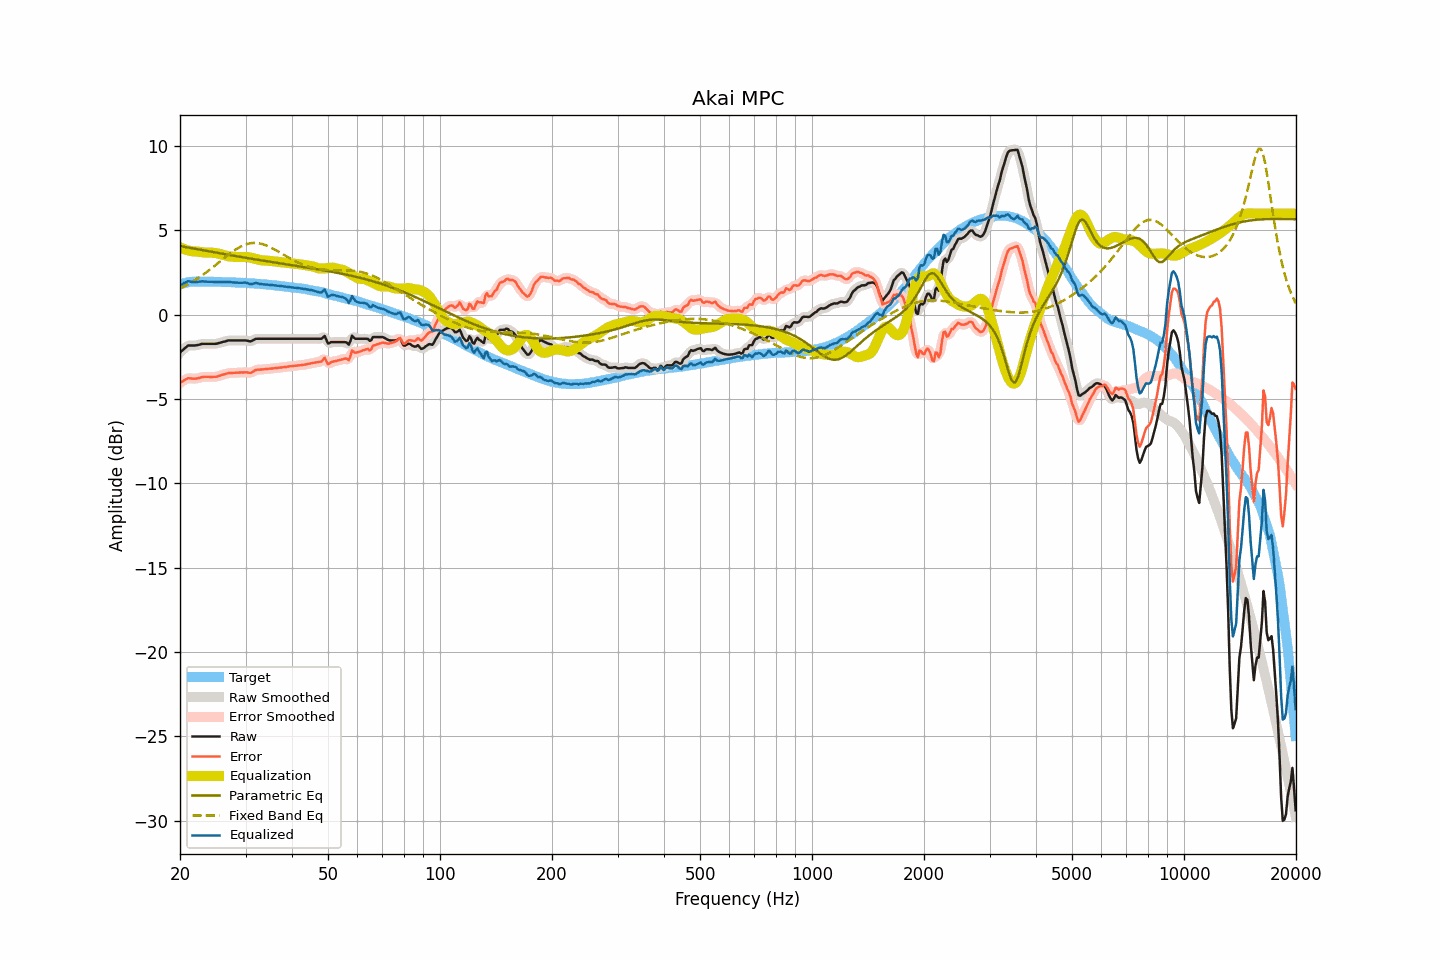 Akai MPC
10
5
0
−5
−10
−15
−20
−25
−30
Amplitude (dBr)
Target
Raw Smoothed
Error Smoothed
Raw
Error
Equalization
Parametric Eq
Fixed Band Eq
Equalized
20 50 100 200 500 1000 2000 5000 10000 20000
Frequency (Hz)